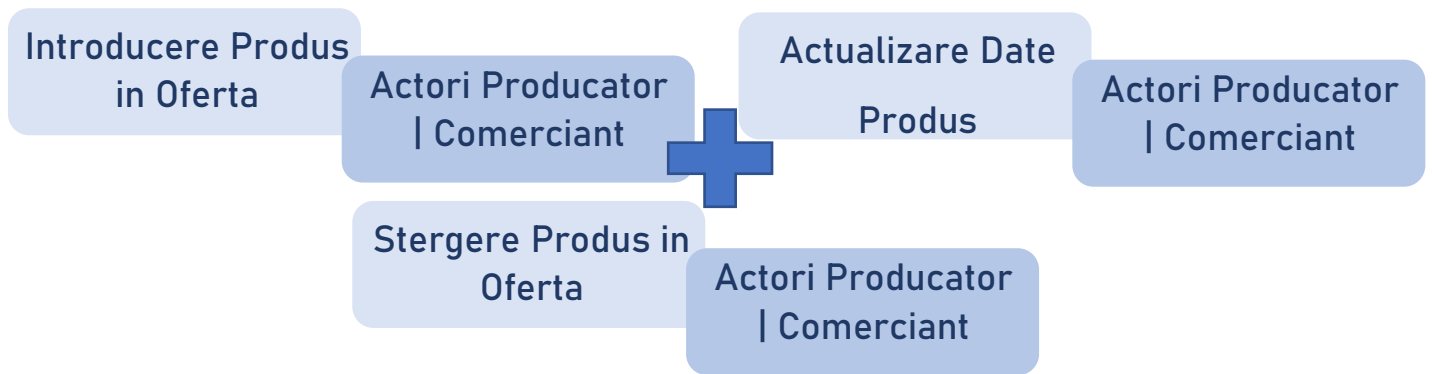 Introducere Produs
in Oferta
Actori Producator
| Comerciant
Actualizare Date
Produs
Actori Producator
| Comerciant
Stergere Produs in
Oferta
Actori Producator
| Comerciant